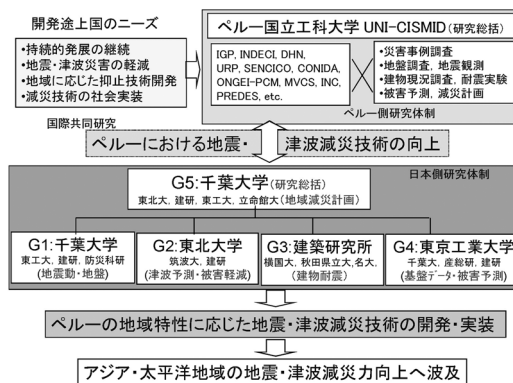 開発途上国のニーズ
・持続的発展の継続
・地震・津波災害の軽減
・地域に応じた抑止技術開発
・減災技術の社会実装
ペルー国立工科大学 UNI-CISMID(研究総括)
IGP, INDECI, DHN,
URP, SENCICO, CONIDA,
ONGEI-PCM, MVCS, INC,
PREDES, etc.
・災害事例調査
・地盤調査, 地震観測
・建物現況調査, 耐震実験
・被害予測, 減災計画
ペルー側研究体制
国際共同研究
ペルーにおける地震・ 津波減災技術の向上
日本側研究体制
G5:千葉大学(研究総括)
東北大, 建研, 東工大, 立命館大(地域減災計画)
G1:千葉大学
東工大, 建研, 防災科研
(地震動・地盤)
G2:東北大学
筑波大, 建研
(津波予測・被害軽減)
G3:建築研究所
横国大, 秋田県立大, 名大,
(建物耐震)
G4:東京工業大学
千葉大, 産総研, 建研
(基盤データ・被害予測)
ペルーの地域特性に応じた地震・津波減災技術の開発・実装
アジア・太平洋地域の地震・津波減災力向上へ波及